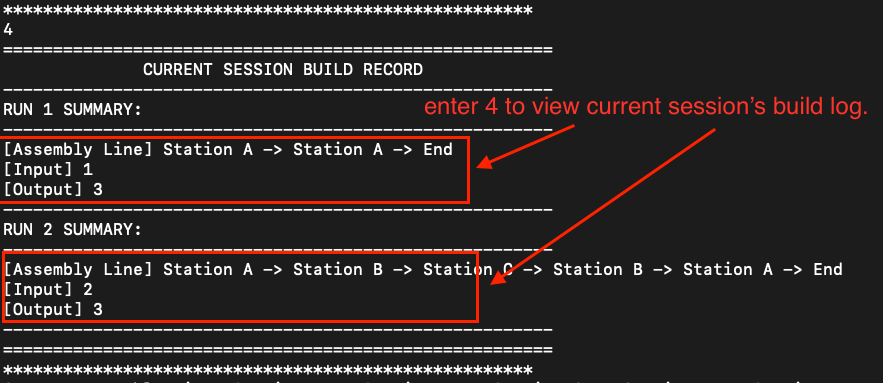 *****************************************************
4
=======================================================
CURRENT SESSION BUILD RECORD
-------------------------------------------------------
RUN 1 SUMMARY:
enter 4 to view current session's build log.
-------------------------------------------------------
[Assembly Line] Station A -> Station A -> End
[Input] 1
[Output] 3
-------------------------------------------------------
RUN 2 SUMMARY:
-------------------------------------------------------
[Assembly Line] Station A -> Station B -> Station C -> Station B -> Station A -> End
[Input] 2
[Output] 3
-------------------------------------------------------
=======================================================
*****************************************************